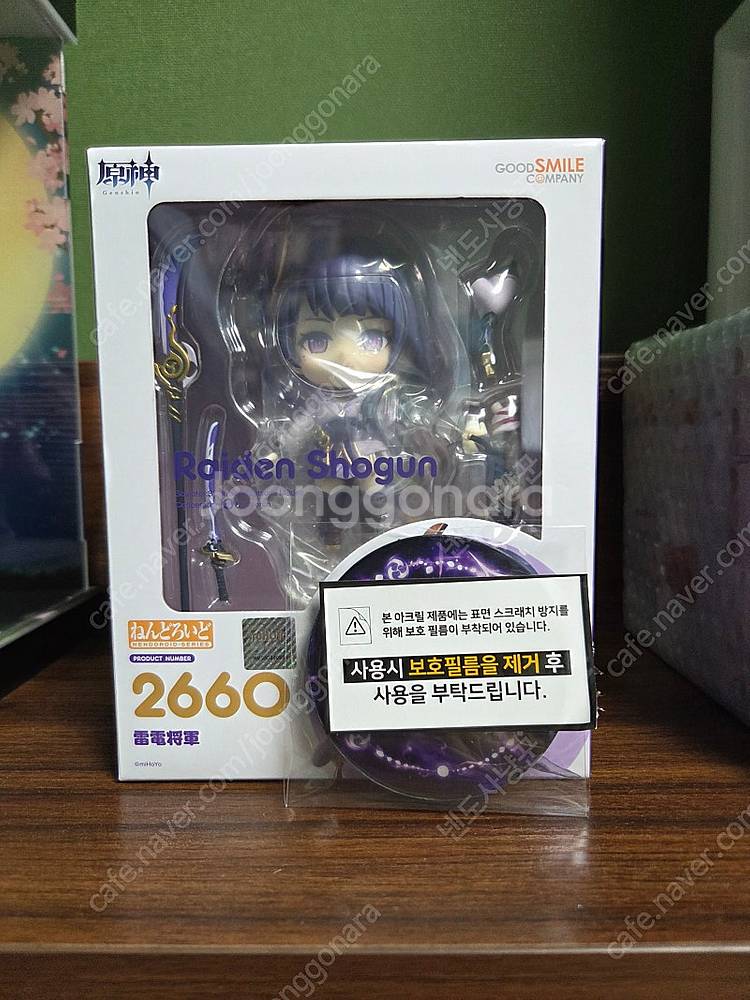 原神
Genshin
GOODSMILE
COMPANY
Raiden Shogun
ねんどろいど
NENDOROID-SERIES
PRODUCT NUMBER
2660
雷電将軍
©miHoYo
본 아크릴 제품에는 표면 스크래치 방지를
위해 보호 필름이 부착되어 있습니다.
사용시 보호필름을 제거 후
사용을 부탁드립니다.
Joonggonara
cafe.naver.com/joonggonara